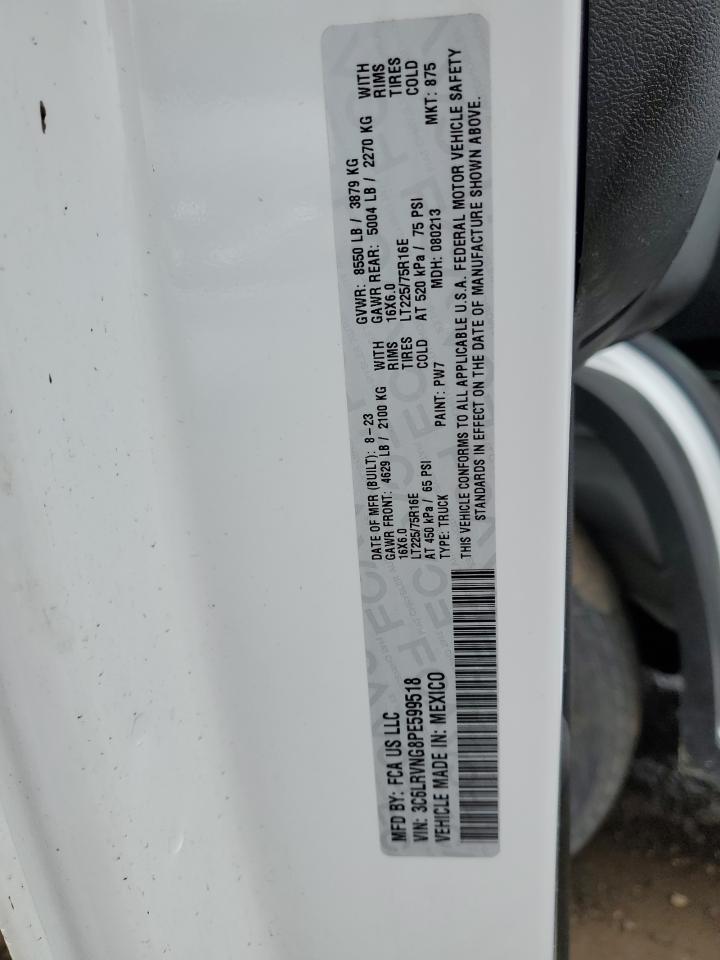 MFD BY: FCA US LLC
VIN: 3C6LRVNG8PE599518
VEHICLE MADE IN: MEXICO
DATE OF MFR (BUILT): 8-23 GVWR: 8550 LB / 3879 KG
GAWR FRONT: 4629 LB / 2100 KG WITH GAWR REAR: 5004 LB / 2270 KG WITH
16X6.0 RIMS 16X6.0 RIMS
LT225/75R16E TIRES LT225/75R16E TIRES
AT 450 kPa / 65 PSI COLD AT 520 kPa / 75 PSI COLD
TYPE: TRUCK PAINT: PW7 MDH: 080213 MKT: 875
THIS VEHICLE CONFORMS TO ALL APPLICABLE U.S.A. FEDERAL MOTOR VEHICLE SAFETY
STANDARDS IN EFFECT ON THE DATE OF MANUFACTURE SHOWN ABOVE.